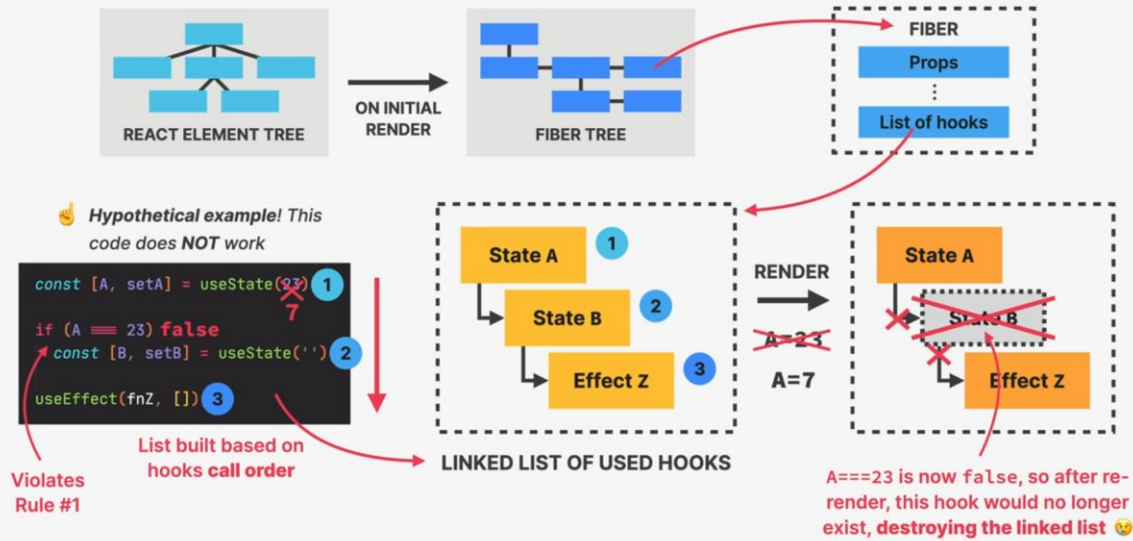 REACT ELEMENT TREE
ON INITIAL
RENDER
FIBER TREE
FIBER
Props
List of hooks
☝️ Hypothetical example! This
code does NOT work
const [A, setA] = useState(23) 1
7
if (A === 23) false
const [B, setB] = useState('') 2
useEffect(fnZ, []) 3
Violates
Rule #1
List built based on
hooks call order
State A 1
State B 2
Effect Z 3
LINKED LIST OF USED HOOKS
RENDER
A=23
A=7
State A
State B
Effect Z
A===23 is now false, so after re-
render, this hook would no longer
exist, destroying the linked list 😢